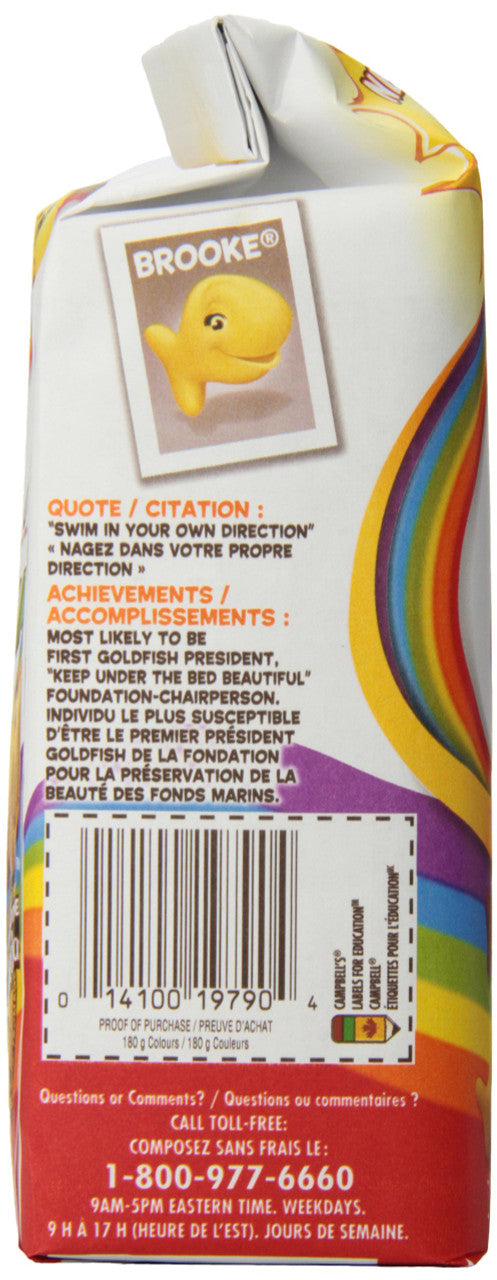 BROOKE®
QUOTE / CITATION :
"SWIM IN YOUR OWN DIRECTION"
« NAGEZ DANS VOTRE PROPRE
DIRECTION »
ACHIEVEMENTS /
ACCOMPLISSEMENTS :
MOST LIKELY TO BE
FIRST GOLDFISH PRESIDENT,
"KEEP UNDER THE BED BEAUTIFUL"
FOUNDATION-CHAIRPERSON.
INDIVIDU LE PLUS SUSCEPTIBLE
D'ÊTRE LE PREMIER PRÉSIDENT
GOLDFISH DE LA FONDATION
POUR LA PRÉSERVATION DE LA
BEAUTÉ DES FONDS MARINS.
0 14100 19790 4
PROOF OF PURCHASE / PREUVE D'ACHAT
180 g Colours / 180 g Couleurs
CAMPBELL'S®
LABELS FOR EDUCATION™
CAMPBELL®
ÉTIQUETTES POUR L'ÉDUCATION™
Questions or Comments? / Questions ou commentaires ?
CALL TOLL-FREE:
COMPOSEZ SANS FRAIS LE :
1-800-977-6660
9AM-5PM EASTERN TIME. WEEKDAYS.
9 H À 17 H (HEURE DE L'EST). JOURS DE SEMAINE.